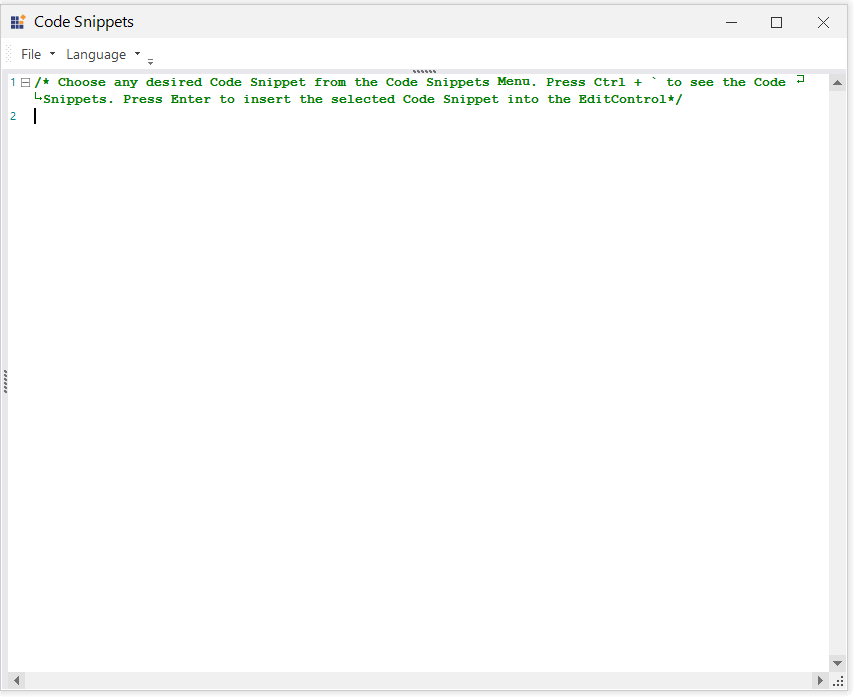 Code Snippets
File Language
1 /* Choose any desired Code Snippet from the Code Snippets Menu. Press Ctrl + ` to see the Code
Snippets. Press Enter to insert the selected Code Snippet into the EditControl*/
2